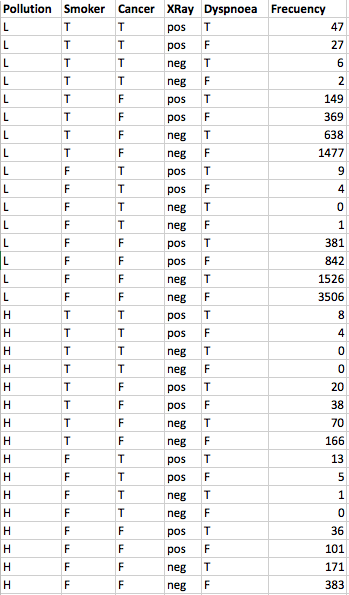 Pollution Smoker Cancer XRay Dyspnoea Frecuency
L T T pos T 47
L T T pos F 27
L T T neg T 6
L T T neg F 2
L T F pos T 149
L T F pos F 369
L T F neg T 638
L T F neg F 1477
L F T pos T 9
L F T pos F 4
L F T neg T 0
L F T neg F 1
L F F pos T 381
L F F pos F 842
L F F neg T 1526
L F F neg F 3506
H T T pos T 8
H T T pos F 4
H T T neg T 0
H T T neg F 0
H T F pos T 20
H T F pos F 38
H T F neg T 70
H T F neg F 166
H F T pos T 13
H F T pos F 5
H F T neg T 1
H F T neg F 0
H F F pos T 36
H F F pos F 101
H F F neg T 171
H F F neg F 383